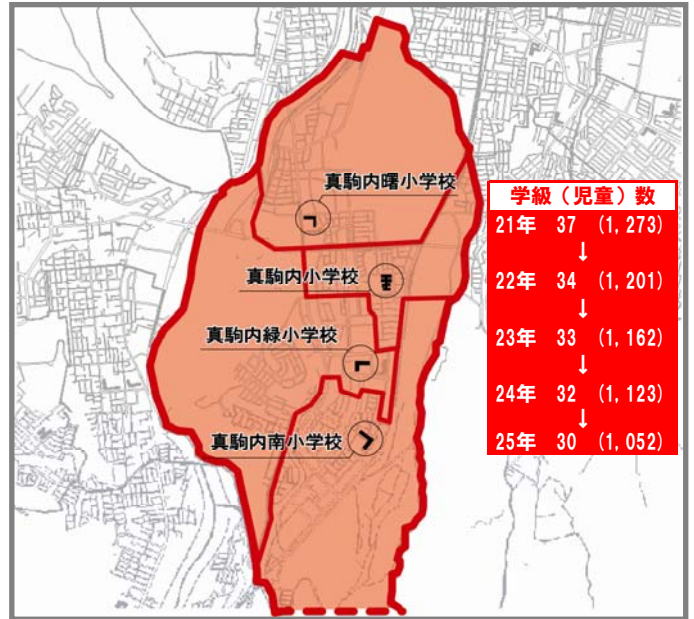 真駒内曙小学校
真駒内小学校
真駒内緑小学校
真駒内南小学校
学級（児童）数
21年 37 (1,273)
↓
22年 34 (1,201)
↓
23年 33 (1,162)
↓
24年 32 (1,123)
↓
25年 30 (1,052)